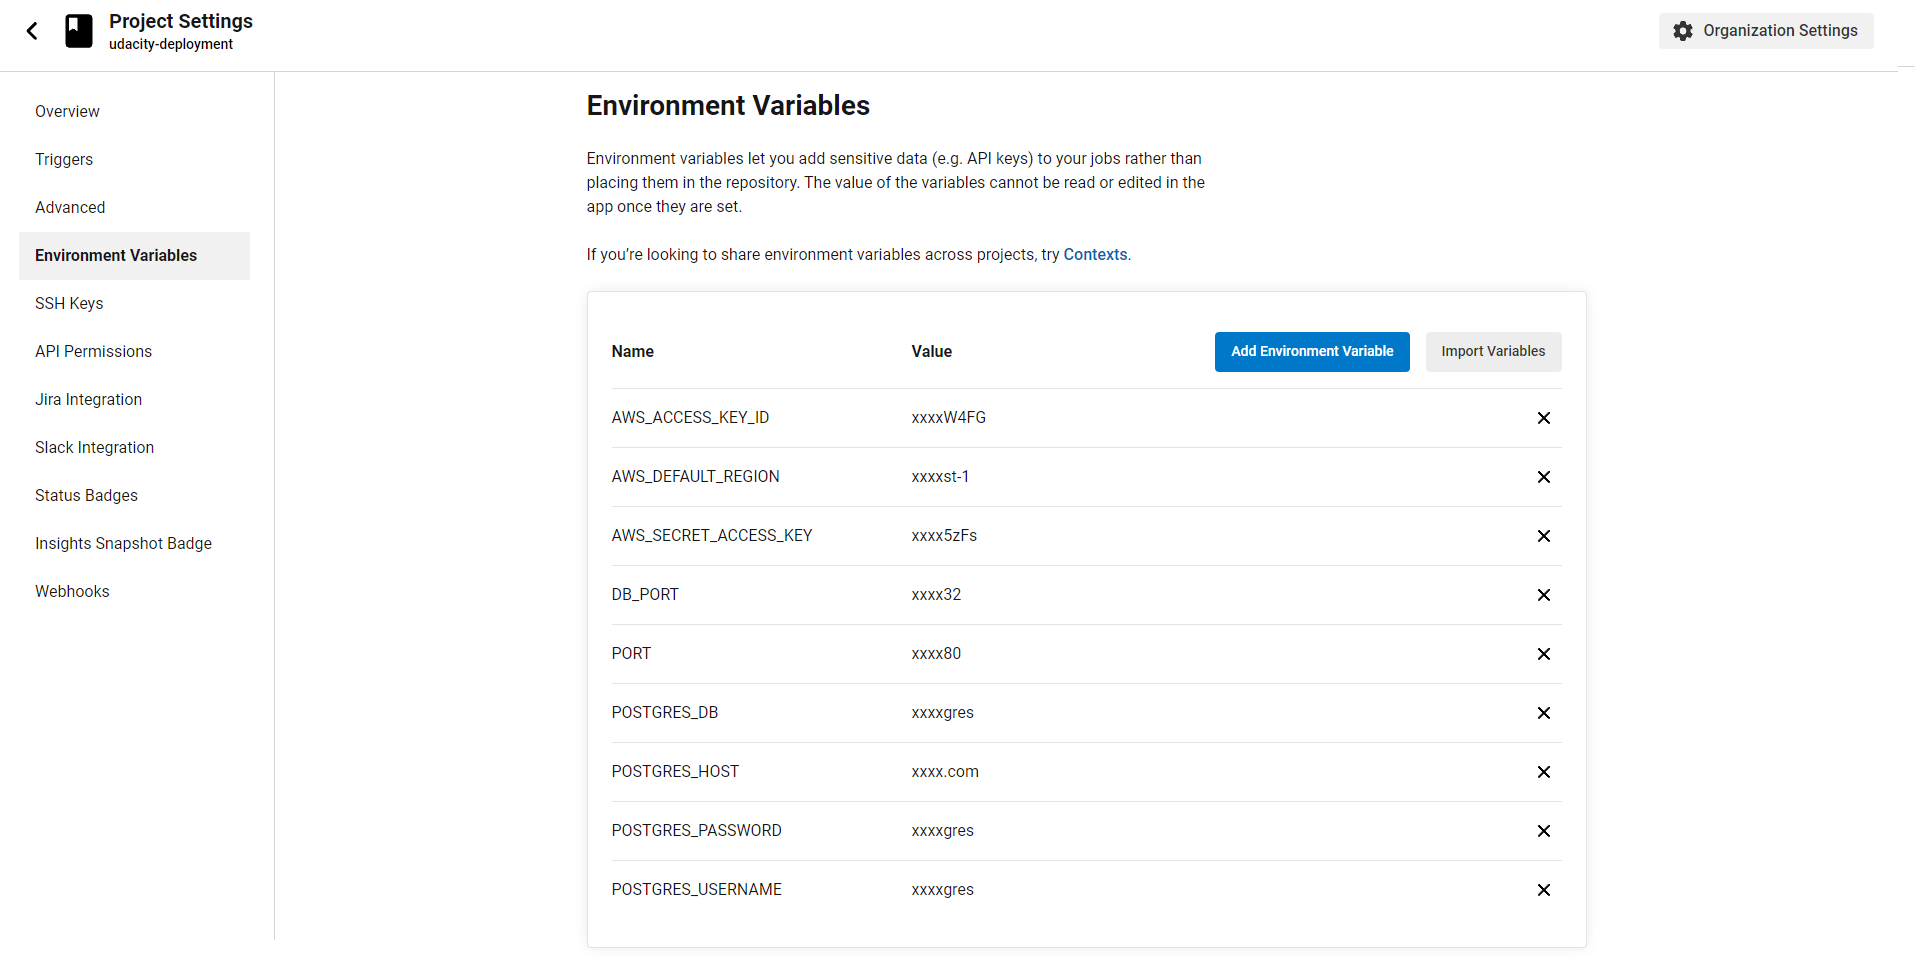 Project Settings
udacity-deployment
Organization Settings
Overview
Triggers
Advanced
Environment Variables
SSH Keys
API Permissions
Jira Integration
Slack Integration
Status Badges
Insights Snapshot Badge
Webhooks
Environment Variables
Environment variables let you add sensitive data (e.g. API keys) to your jobs rather than
placing them in the repository. The value of the variables cannot be read or edited in the
app once they are set.
If you’re looking to share environment variables across projects, try Contexts.
Name Value Add Environment Variable Import Variables
AWS_ACCESS_KEY_ID xxxxW4FG
AWS_DEFAULT_REGION xxxxst-1
AWS_SECRET_ACCESS_KEY xxxx5zFs
DB_PORT xxxx32
PORT xxxx80
POSTGRES_DB xxxxgres
POSTGRES_HOST xxxx.com
POSTGRES_PASSWORD xxxxgres
POSTGRES_USERNAME xxxxgres